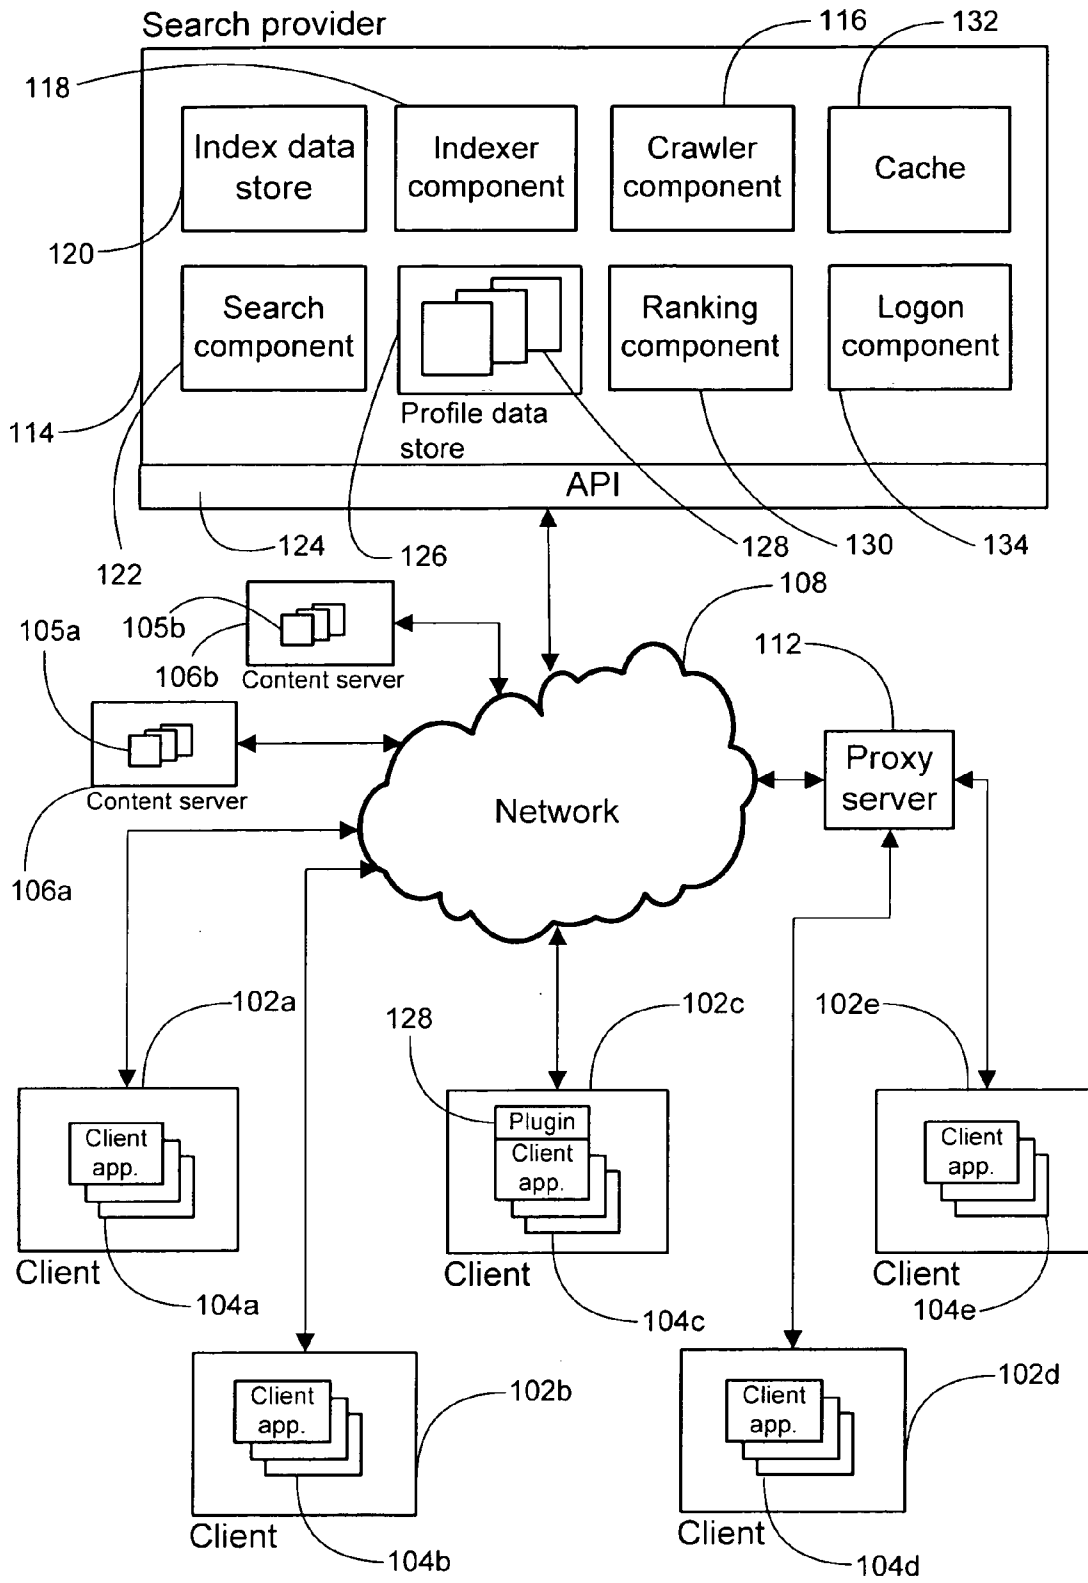 Search provider
116
132
118
Index data
store
Indexer
component
Crawler
component
Cache
120
Search
component
Ranking
component
Logon
component
Profile data
store
114
API
122
124
126
128
130
134
108
105a
105b
106b
Content server
112
Content server
106a
Network
Proxy
server
102a
128
102c
102e
Client
app.
Plugin
Client
app.
Client
app.
Client
104a
Client
104c
Client
104e
Client
app.
102b
Client
app.
102d
Client
104b
Client
104d